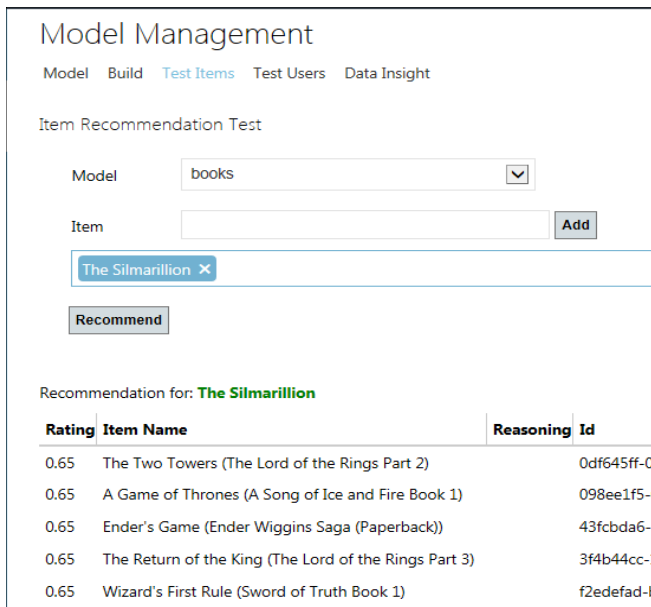 Model Management
Model Build Test Items Test Users Data Insight
Item Recommendation Test
Model books
Item Add
The Silmarillion ×
Recommend
Recommendation for: The Silmarillion
Rating Item Name Reasoning Id
0.65 The Two Towers (The Lord of the Rings Part 2) 0df645ff-0
0.65 A Game of Thrones (A Song of Ice and Fire Book 1) 098ee1f5-
0.65 Ender's Game (Ender Wiggins Saga (Paperback)) 43fcbda6-
0.65 The Return of the King (The Lord of the Rings Part 3) 3f4b44cc-
0.65 Wizard's First Rule (Sword of Truth Book 1) f2edefad-